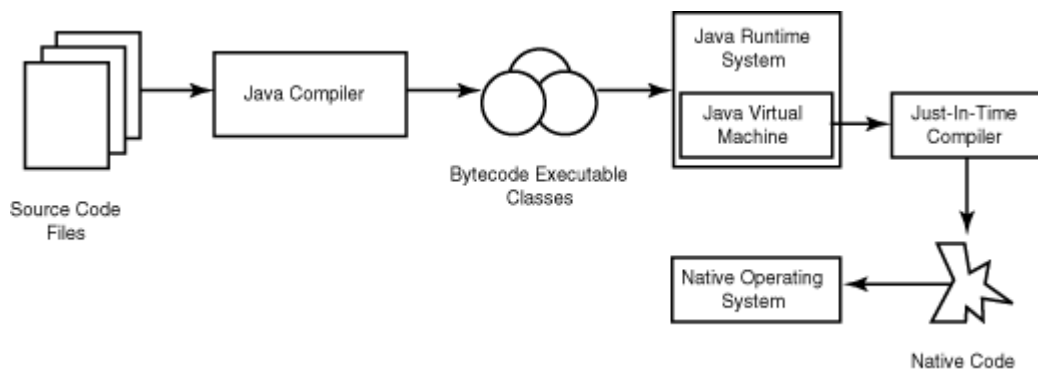 Java Runtime
System
Java Compiler
Java Virtual
Machine
Just-In-Time
Compiler
Bytecode Executable
Classes
Source Code
Files
Native Operating
System
Native Code